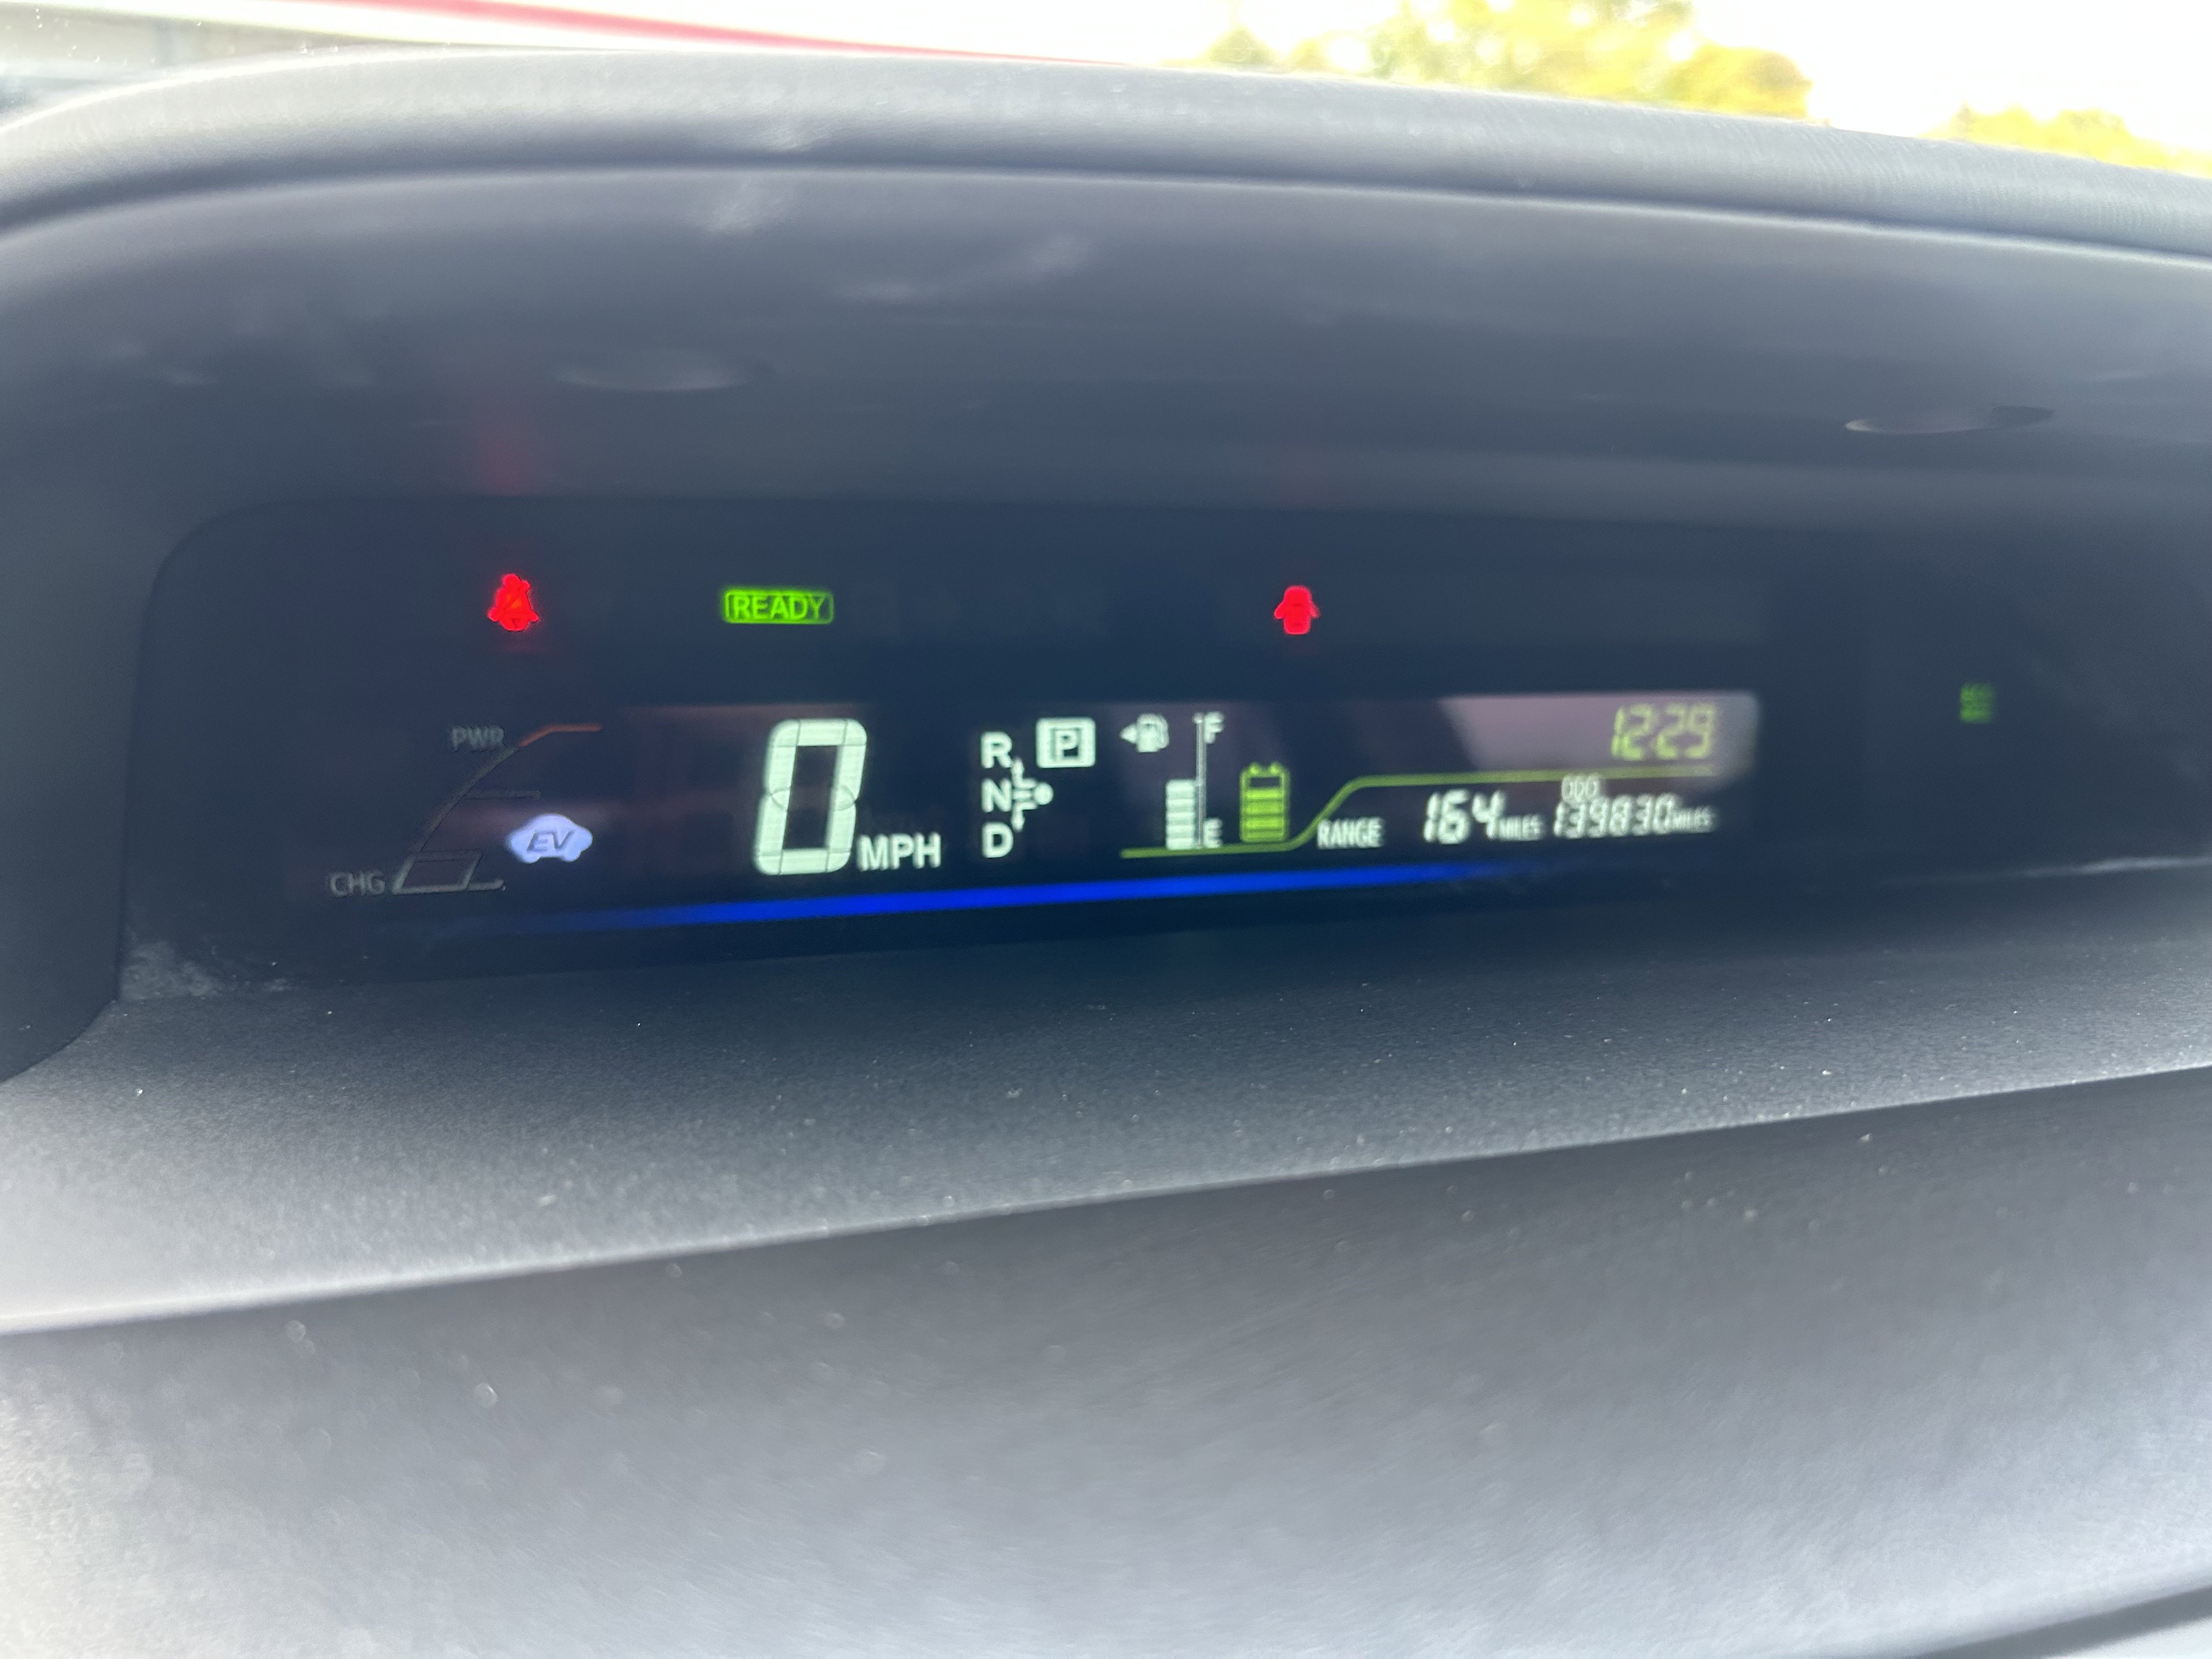 READY
PWR
CHG
EV
0 MPH
R P
N
D
F
E
12:29
RANGE 164 MILES
ODO
139830 MILES